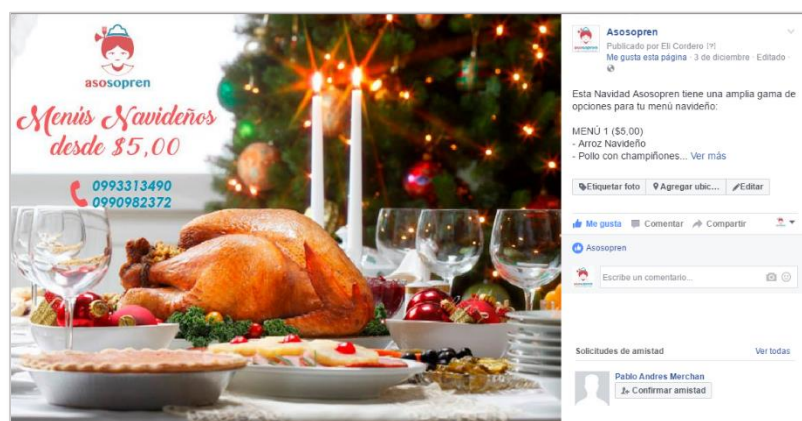 asosopren
Menús Navideños
desde $5,00
0993313490
0990982372
Asosopren
Publicado por Eli Cordero [?]
Me gusta esta página · 3 de diciembre · Editado ·
Esta Navidad Asosopren tiene una amplia gama de
opciones para tu menú navideño:
MENÚ 1 ($5,00)
- Arroz Navideño
- Pollo con champiñones... Ver más
Etiquetar foto Agregar ubic... Editar
Me gusta Comentar Compartir
Asosopren
Escribe un comentario...
Solicitudes de amistad Ver todas
Pablo Andres Merchan
Confirmar amistad